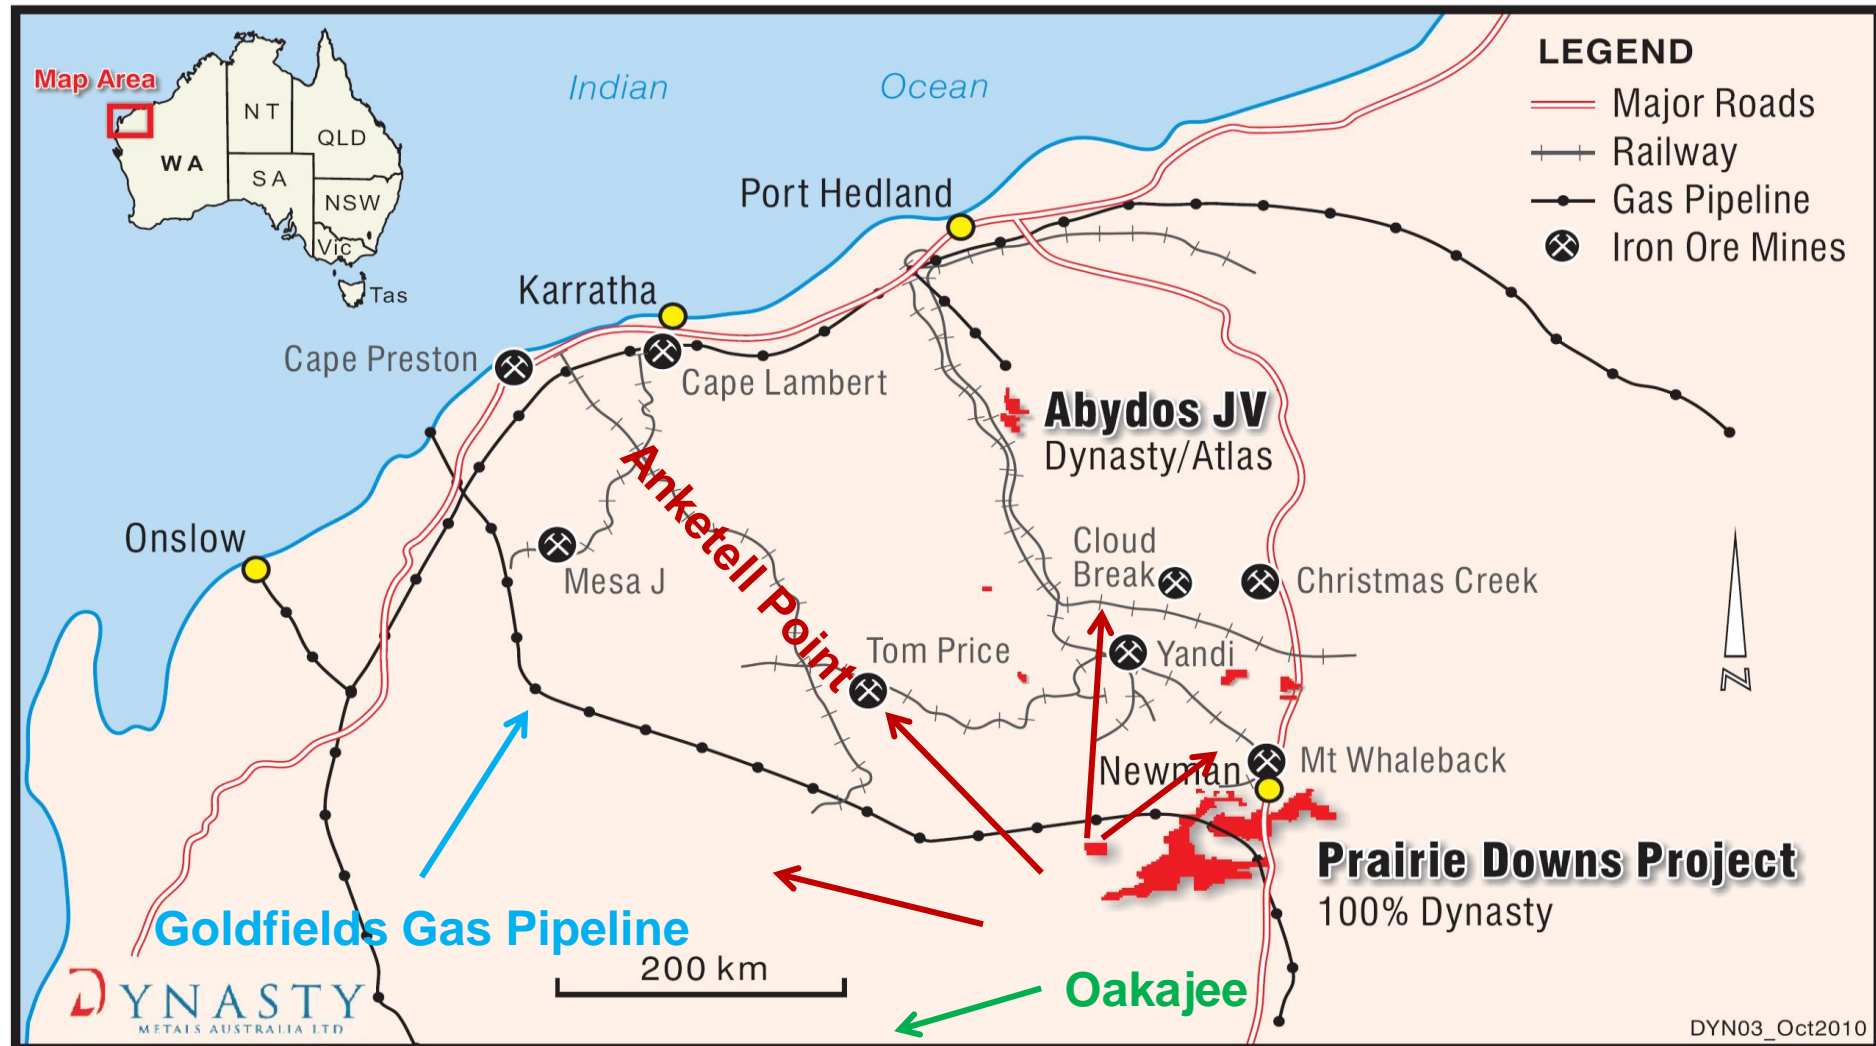 Map Area
NT
QLD
WA
SA
NSW
Vic
Tas
Indian Ocean
LEGEND
Major Roads
Railway
Gas Pipeline
Iron Ore Mines
Port Hedland
Karratha
Cape Preston
Cape Lambert
Abydos JV
Dynasty/Atlas
Anketell Point
Onslow
Mesa J
Cloud
Break
Christmas Creek
Tom Price
Yandi
N
Newman
Mt Whaleback
Prairie Downs Project
100% Dynasty
Goldfields Gas Pipeline
200 km
Oakajee
DYNASTY
METALS AUSTRALIA LTD
DYN03_Oct2010